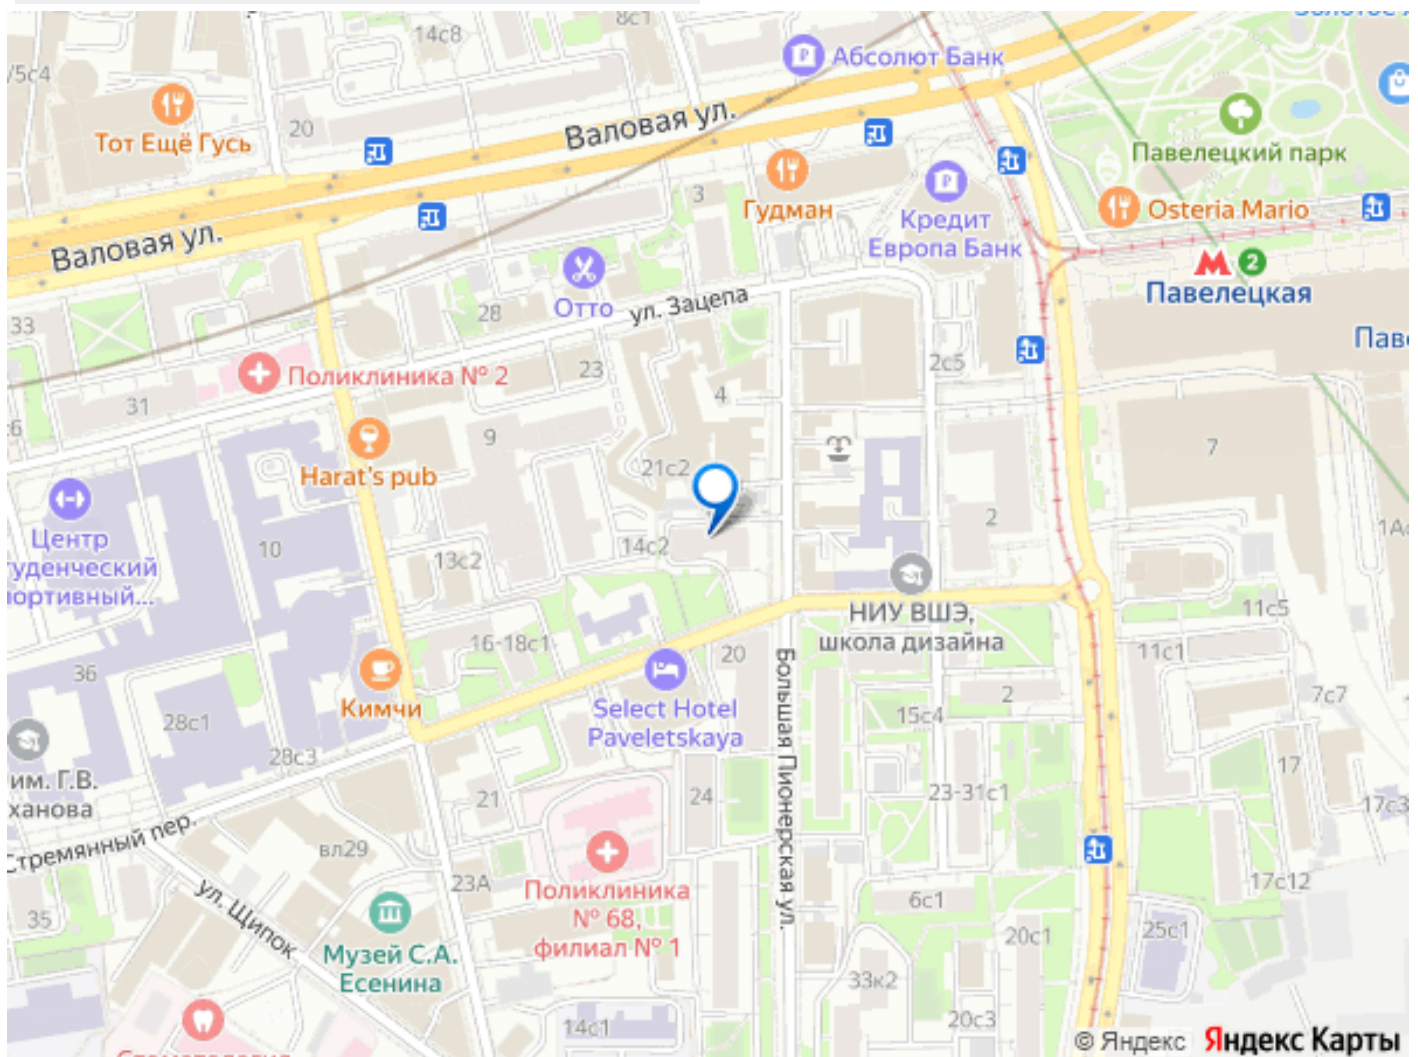 14с8
8с1
Абсолют Банк
/5с4
Тот Ещё Гусь
20
Валовая ул.
Павелецкий парк
3
Гудман
Кредит
Европа Банк
Osteria Mario
Валовая ул.
2
Павелецкая
Отто
ул. Зацепа
28
33
Поликлиника № 2
23
2с5
4
31
9
Harat's pub
21с2
7
2
Центр
10
14с2
13с2
НИУ ВШЭ,
школа дизайна
11с5
11с1
16-18с1
20
36
Большая Пионерская ул.
2
7с7
Кимчи
Select Hotel
Paveletskaya
15с4
28с1
28с3
им. Г.В.
21
24
23-31с1
17
17с3
вл29
23А
Поликлиника
№ 68,
филиал № 1
17с12
ул. Щипок
6с1
35
Музей С.А.
Есенина
20с1
25с1
33к2
14с1
20с3
© Яндекс Яндекс Карты